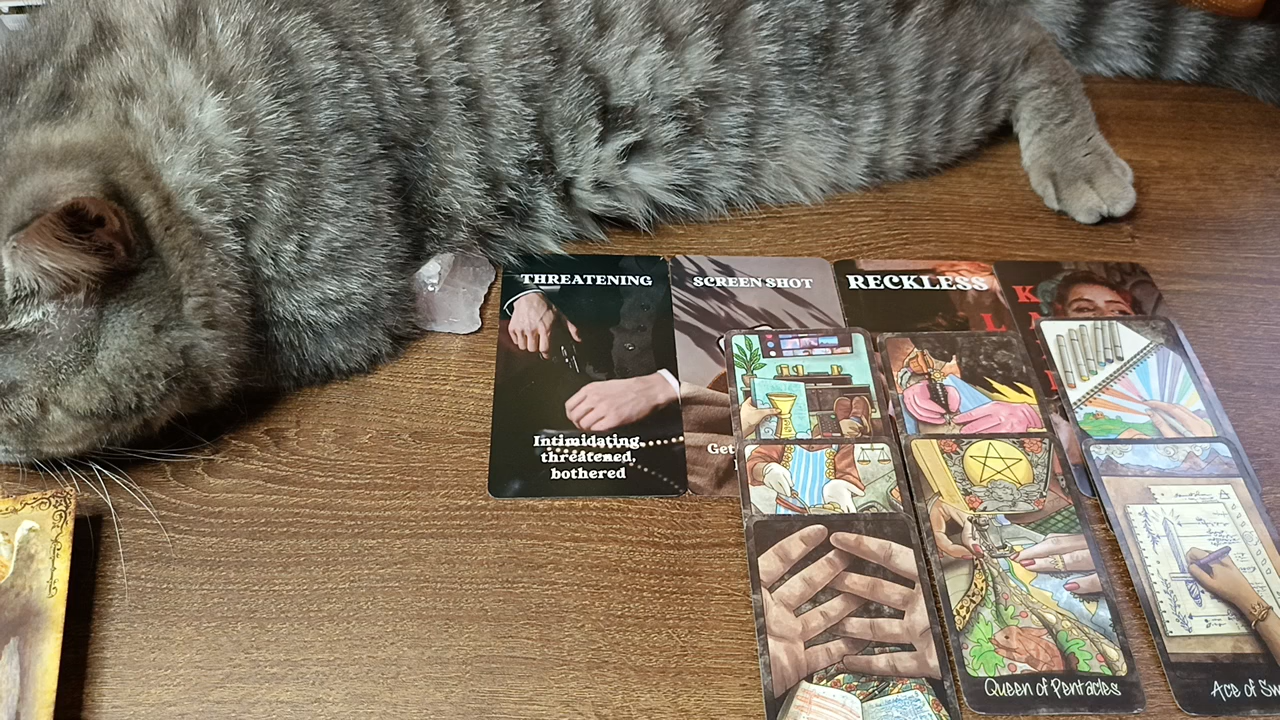 THREATENING
Intimidating,
threatened,
bothered
SCREEN SHOT
Get
RECKLESS
L
K
Queen of Pentacles
Ace of Sw